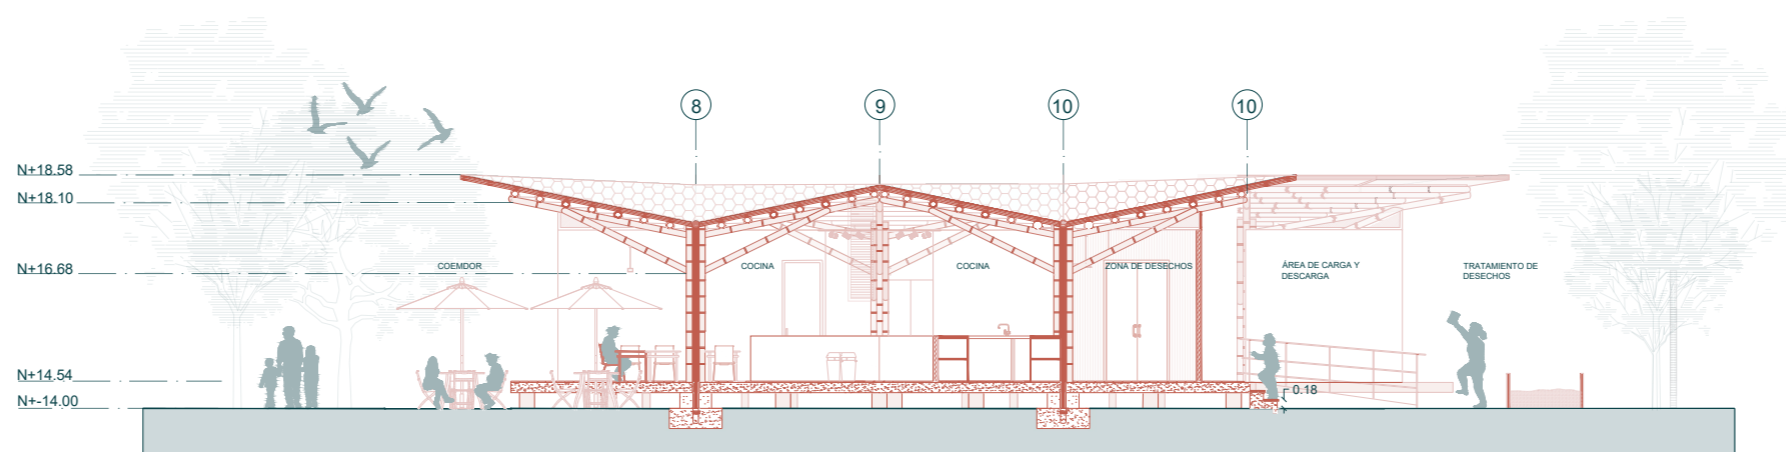 8 9 10 10
N+18.58
N+18.10
N+16.68
COEMDOR
COCINA
COCINA
ZONA DE DESECHOS
ÁREA DE CARGA Y
DESCARGA
TRATAMIENTO DE
DESECHOS
N+14.54
N+-14.00
0.18